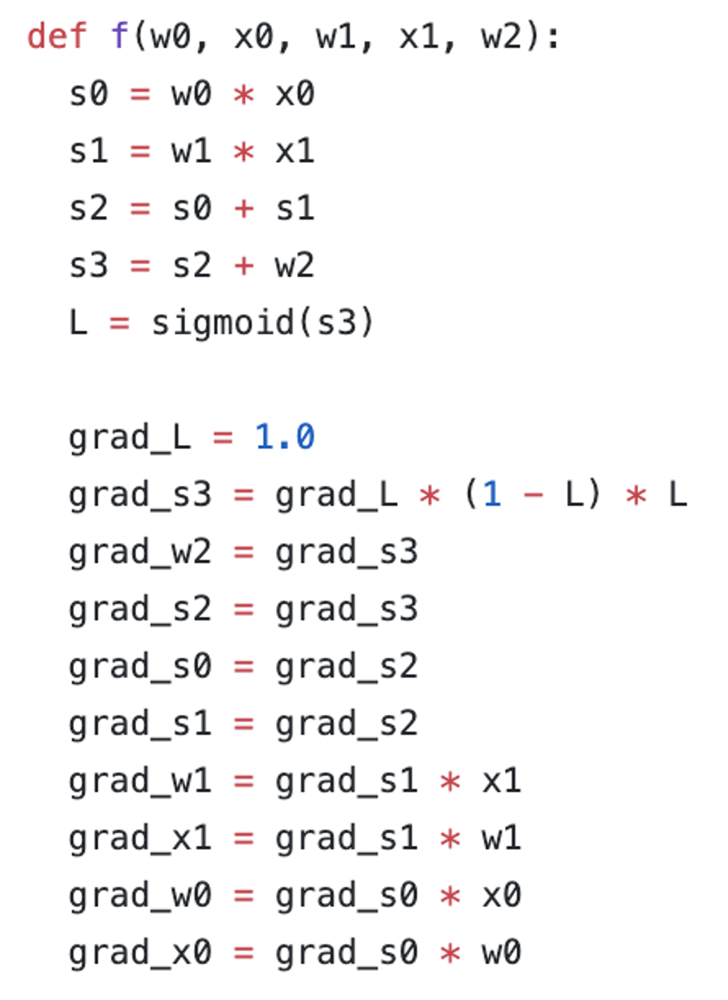 def f(w0, x0, w1, x1, w2):
  s0 = w0 * x0
  s1 = w1 * x1
  s2 = s0 + s1
  s3 = s2 + w2
  L = sigmoid(s3)

  grad_L = 1.0
  grad_s3 = grad_L * (1 - L) * L
  grad_w2 = grad_s3
  grad_s2 = grad_s3
  grad_s0 = grad_s2
  grad_s1 = grad_s2
  grad_w1 = grad_s1 * x1
  grad_x1 = grad_s1 * w1
  grad_w0 = grad_s0 * x0
  grad_x0 = grad_s0 * w0